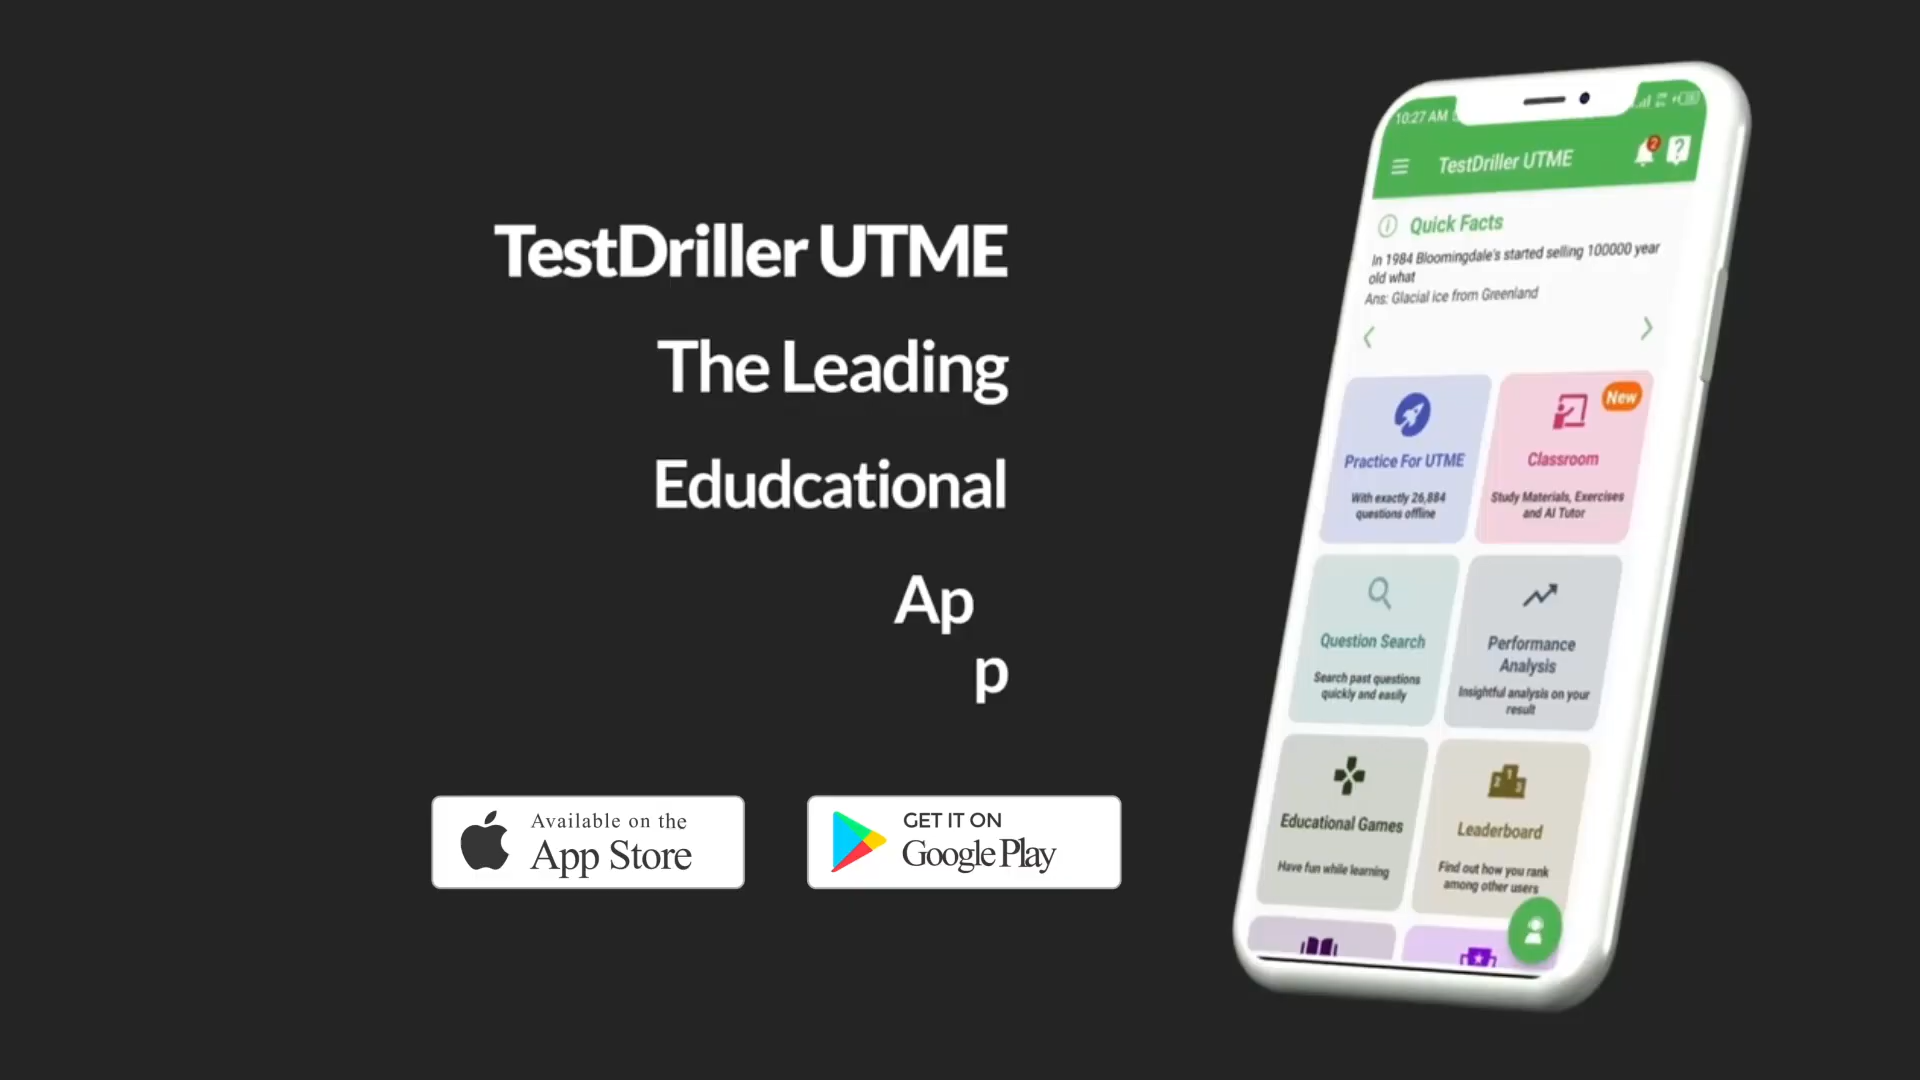 TestDriller UTME
The Leading
Edudcational
Ap
p
Available on the
App Store
GET IT ON
Google Play
10:27 AM
TestDriller UTME
2
?
Quick Facts
In 1984 Bloomingdale's started selling 100000 year
old what
Ans: Glacial ice from Greenland
Practice For UTME
With exactly 26,884
questions offline
New
Classroom
Study Materials, Exercises
and AI Tutor
Question Search
Search past questions
quickly and easily
Performance
Analysis
Insightful analysis on your
result
Educational Games
Have fun while learning
2 1 3
Leaderboard
Find out how you rank
among other users